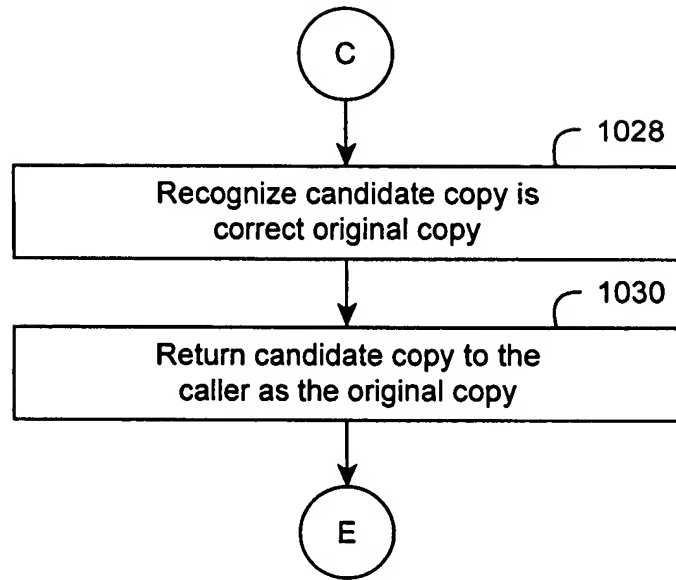 C
1028
Recognize candidate copy is
correct original copy
1030
Return candidate copy to the
caller as the original copy
E